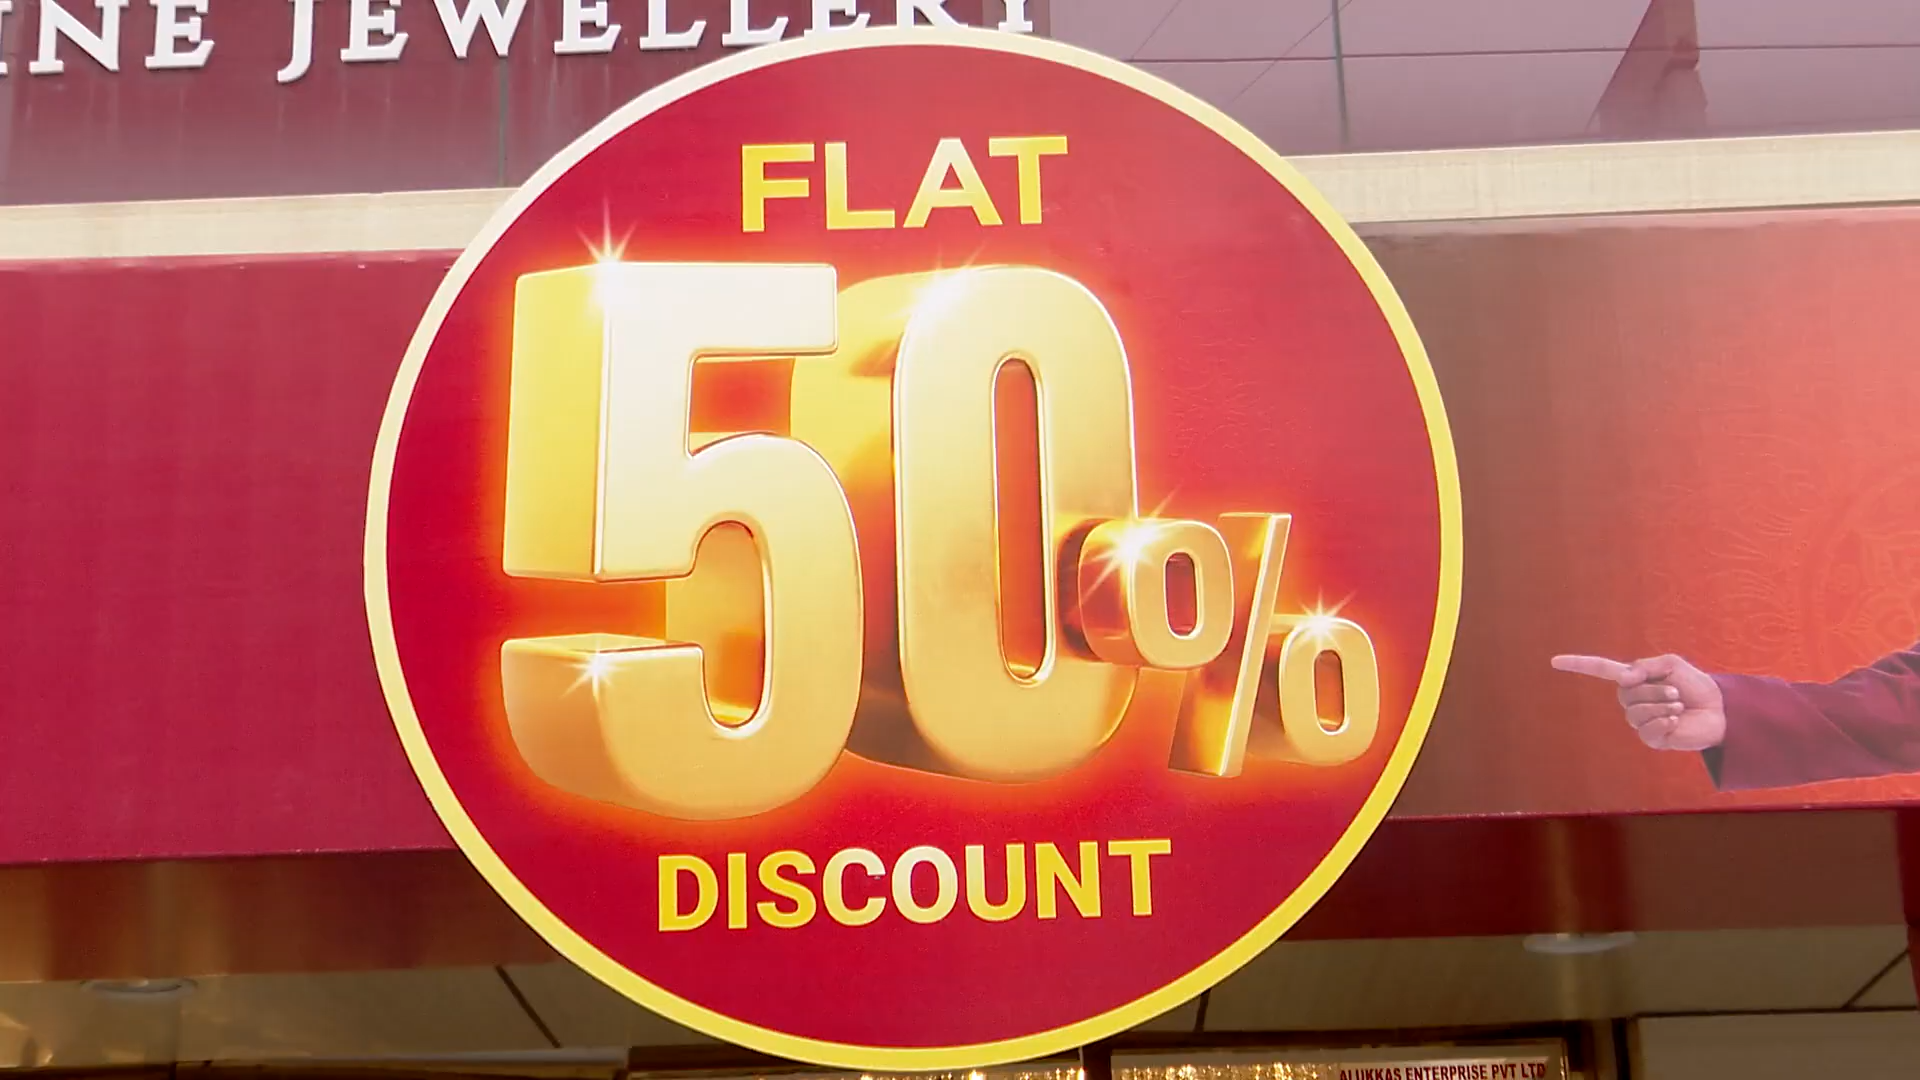 INE JEWELLERY
FLAT
50%
DISCOUNT
ALUKKAS ENTERPRISE PVT LTD